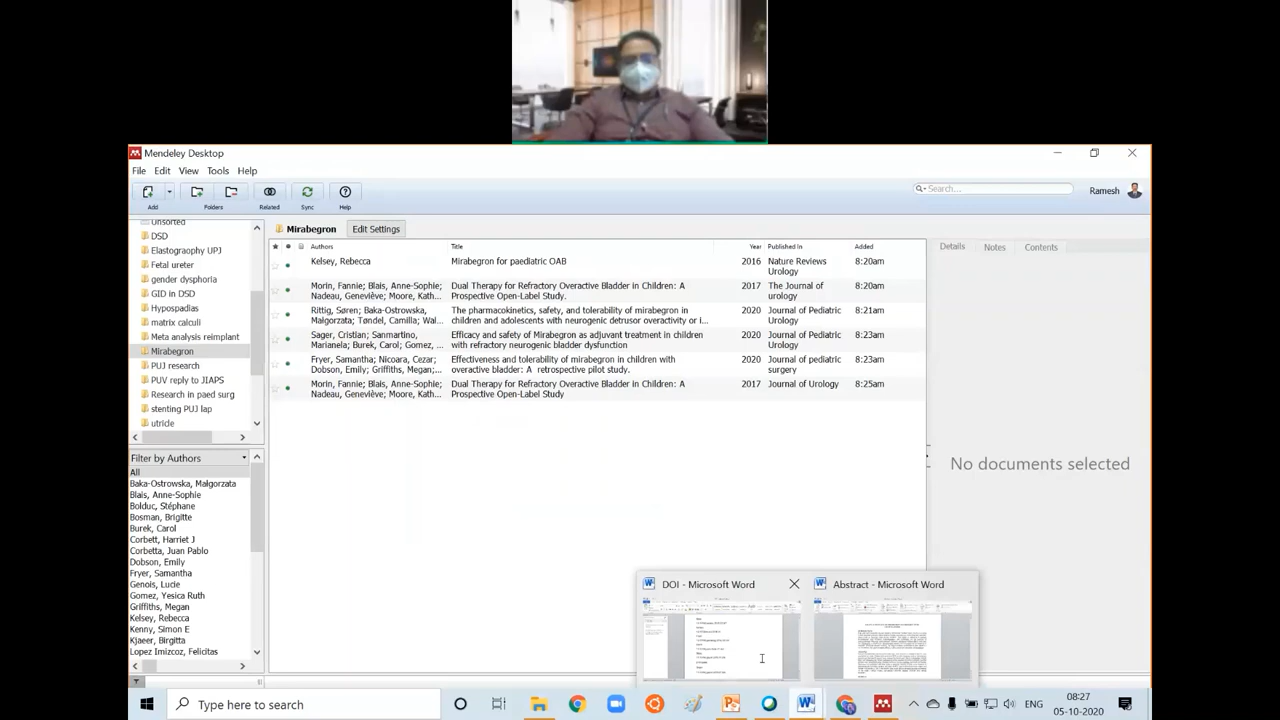 Mendeley Desktop
File Edit View Tools Help
Add Folders Related Sync Help
Search... Ramesh
Unsorted
DSD
Elastograophy UPJ
Fetal ureter
gender dysphoria
GID in DSD
Hypospadias
matrix calculi
Meta analysis reimplant
Mirabegron
PUJ research
PUV reply to JIAPS
Research in paed surg
stenting PUJ lap
utricle
Filter by Authors
All
Baka-Ostrowska, Małgorzata
Blais, Anne-Sophie
Bolduc, Stéphane
Bosman, Brigitte
Burek, Carol
Corbett, Harriet J
Corbetta, Juan Pablo
Dobson, Emily
Fryer, Samantha
Genois, Lucie
Gomez, Yesica Ruth
Griffiths, Megan
Kelsey, Rebecca
Kenny, Simon E
Kjaeer, Birgitta
Lopez Imizcoz, Felicitas
Mirabegron Edit Settings
Authors Title Year Published In Added
Kelsey, Rebecca Mirabegron for paediatric OAB 2016 Nature Reviews 8:20am
Urology
Morin, Fannie; Blais, Anne-Sophie; Dual Therapy for Refractory Overactive Bladder in Children: A 2017 The Journal of 8:20am
Nadeau, Geneviève; Moore, Kath... Prospective Open-Label Study. urology
Rittig, Søren; Baka-Ostrowska, The pharmacokinetics, safety, and tolerability of mirabegron in 2020 Journal of Pediatric 8:21am
Małgorzata; Tøndel, Camilla; Wal... children and adolescents with neurogenic detrusor overactivity or i... Urology
Sager, Cristian; Sanmartino, Efficacy and safety of Mirabegron as adjuvant treatment in children 2020 Journal of Pediatric 8:23am
Marianela; Burek, Carol; Gomez, ... with refractory neurogenic bladder dysfunction Urology
Fryer, Samantha; Nicoara, Cezar; Effectiveness and tolerability of mirabegron in children with 2020 Journal of pediatric 8:23am
Dobson, Emily; Griffiths, Megan;... overactive bladder: A retrospective pilot study. surgery
Morin, Fannie; Blais, Anne-Sophie; Dual Therapy for Refractory Overactive Bladder in Children: A 2017 Journal of Urology 8:25am
Nadeau, Geneviève; Moore, Kath... Prospective Open-Label Study
Details Notes Contents
No documents selected
DOI - Microsoft Word Abstract - Microsoft Word
Type here to search ENG 08:27
05-10-2020